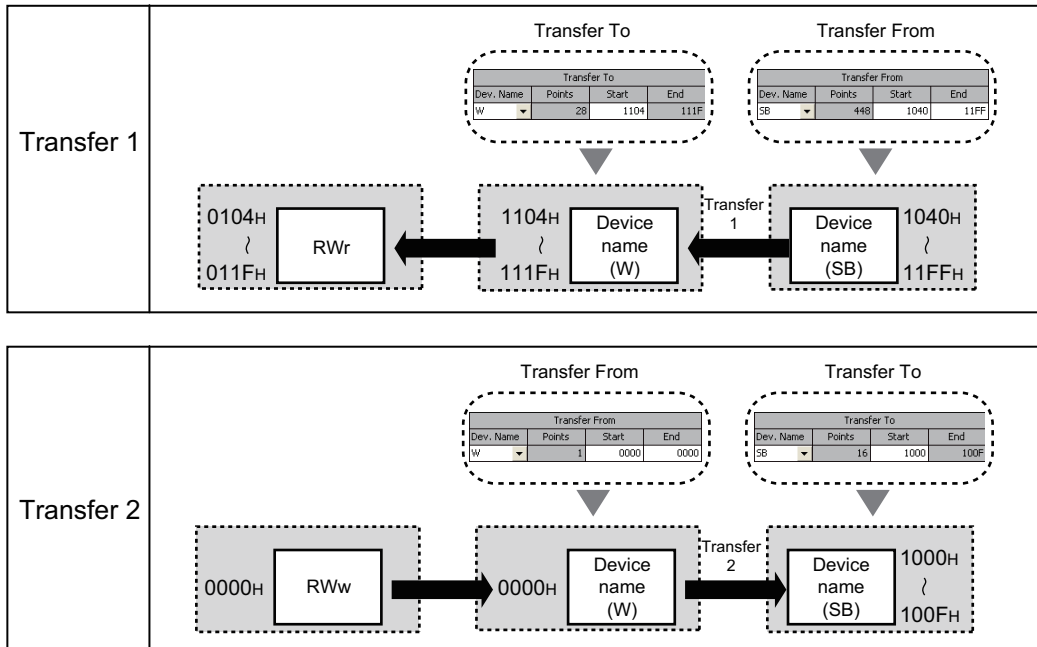 Transfer 1
Transfer To
Transfer From
Transfer To
Dev. Name Points Start End
W 28 1104 111F
Transfer From
Dev. Name Points Start End
SB 448 1040 11FF
0104H
~
011FH
RWr
1104H
~
111FH
Device
name
(W)
Transfer
1
Device
name
(SB)
1040H
~
11FFH
Transfer 2
Transfer From
Transfer To
Transfer From
Dev. Name Points Start End
W 1 0000 0000
Transfer To
Dev. Name Points Start End
SB 16 1000 100F
0000H
RWw
0000H
Device
name
(W)
Transfer
2
Device
name
(SB)
1000H
~
100FH